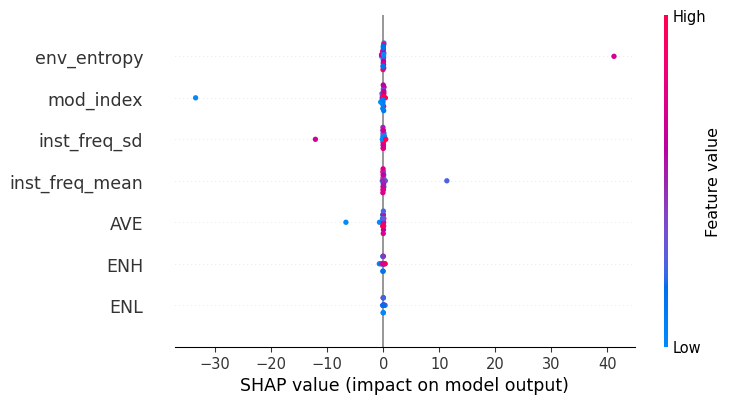 High
env_entropy
mod_index
inst_freq_sd
inst_freq_mean
AVE
ENH
ENL
Feature value
Low
−30 −20 −10 0 10 20 30 40
SHAP value (impact on model output)